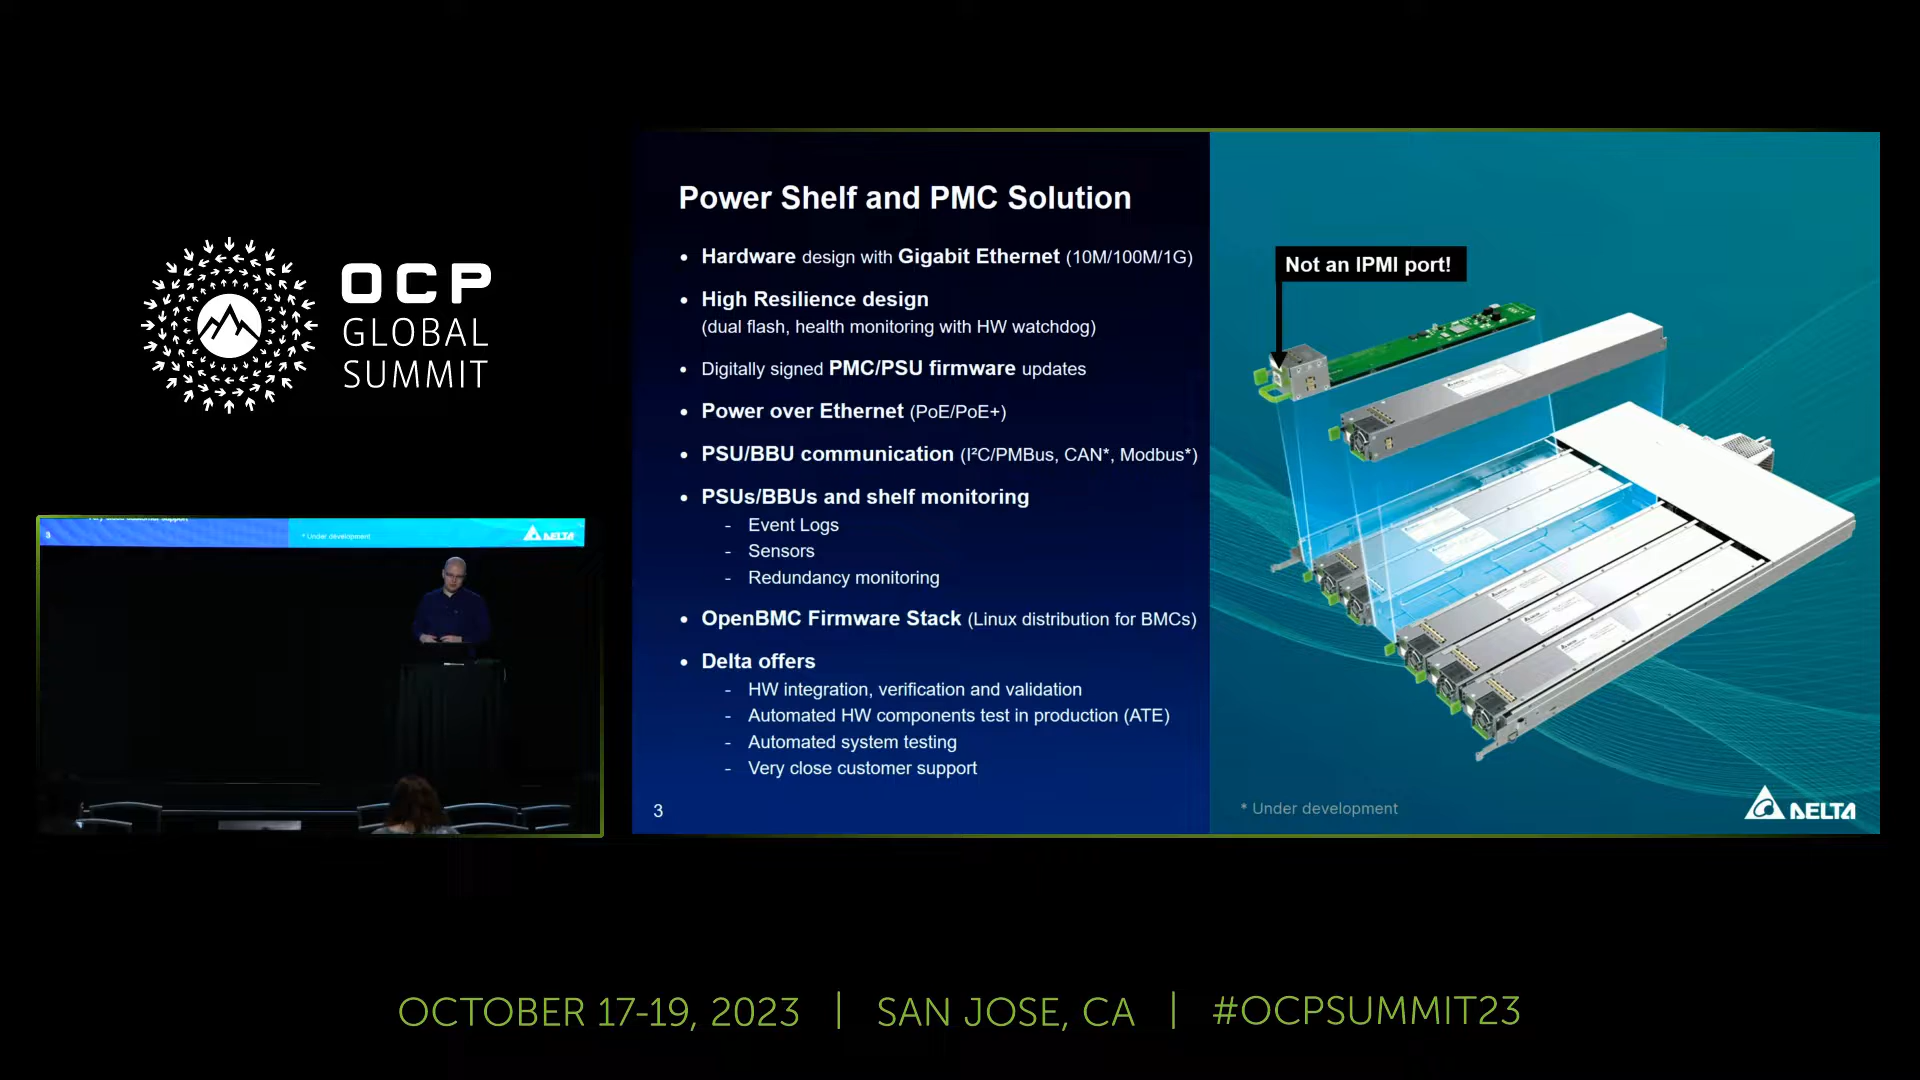 OCP
GLOBAL
SUMMIT
3
* Under development
DELTA
Power Shelf and PMC Solution
• Hardware design with Gigabit Ethernet (10M/100M/1G)
• High Resilience design
(dual flash, health monitoring with HW watchdog)
• Digitally signed PMC/PSU firmware updates
• Power over Ethernet (PoE/PoE+)
• PSU/BBU communication (I²C/PMBus, CAN*, Modbus*)
• PSUs/BBUs and shelf monitoring
- Event Logs
- Sensors
- Redundancy monitoring
• OpenBMC Firmware Stack (Linux distribution for BMCs)
• Delta offers
- HW integration, verification and validation
- Automated HW components test in production (ATE)
- Automated system testing
- Very close customer support
3
Not an IPMI port!
* Under development
DELTA
OCTOBER 17-19, 2023 | SAN JOSE, CA | #OCPSUMMIT23